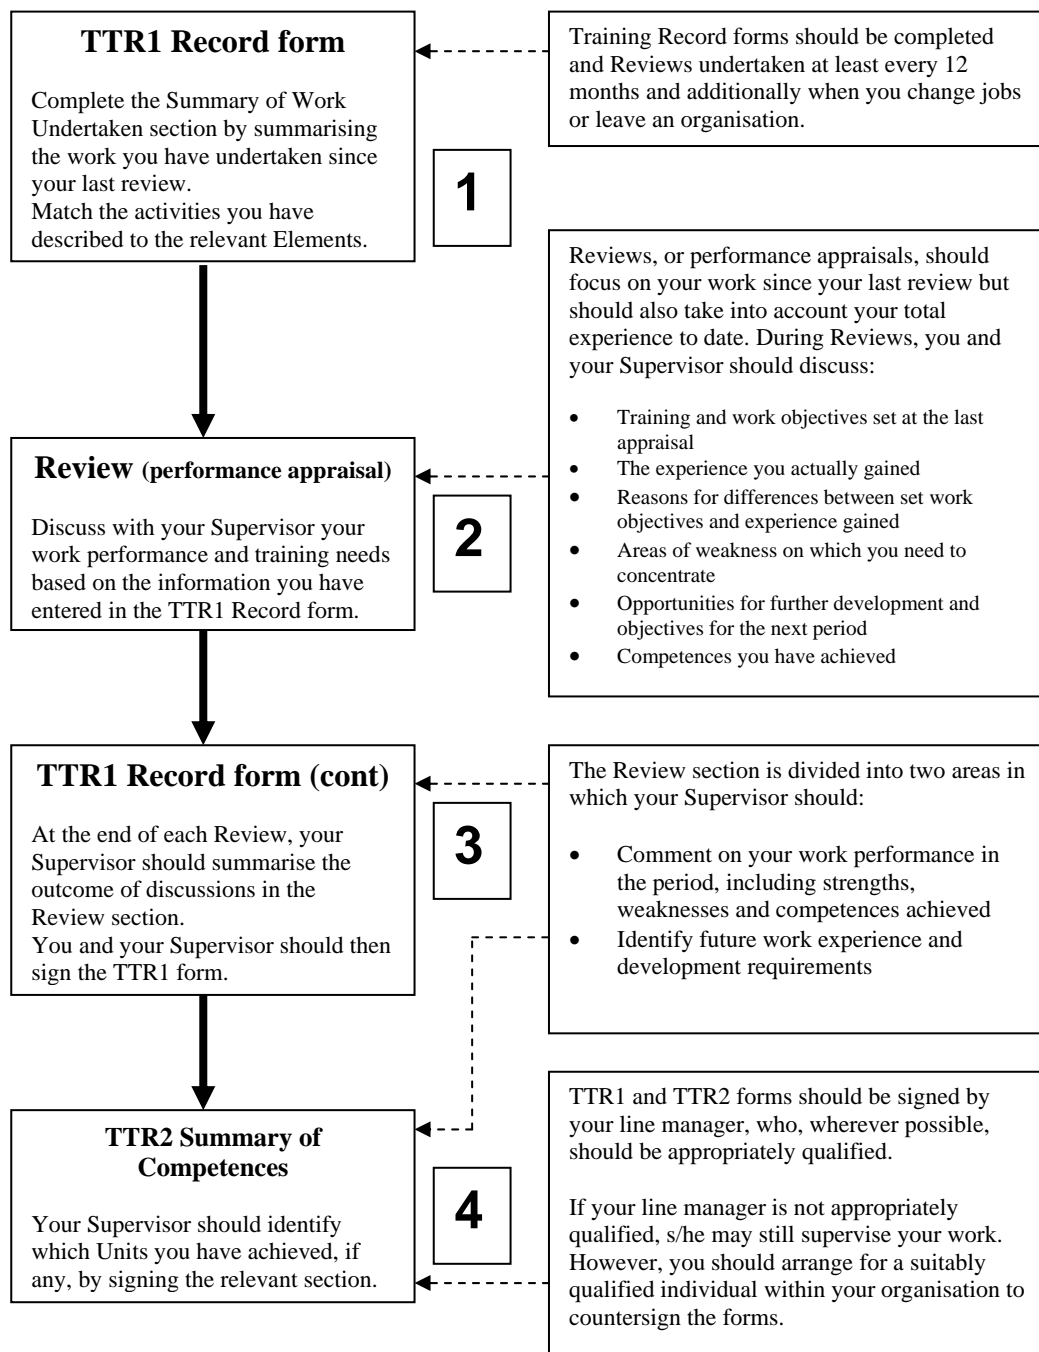 TTR1 Record form
Complete the Summary of Work
Undertaken section by summarising
the work you have undertaken since
your last review.
Match the activities you have
described to the relevant Elements.
1
Training Record forms should be completed
and Reviews undertaken at least every 12
months and additionally when you change jobs
or leave an organisation.
Review (performance appraisal)
Discuss with your Supervisor your
work performance and training needs
based on the information you have
entered in the TTR1 Record form.
2
Reviews, or performance appraisals, should
focus on your work since your last review but
should also take into account your total
experience to date. During Reviews, you and
your Supervisor should discuss:
• Training and work objectives set at the last
appraisal
• The experience you actually gained
• Reasons for differences between set work
objectives and experience gained
• Areas of weakness on which you need to
concentrate
• Opportunities for further development and
objectives for the next period
• Competences you have achieved
TTR1 Record form (cont)
At the end of each Review, your
Supervisor should summarise the
outcome of discussions in the
Review section.
You and your Supervisor should then
sign the TTR1 form.
3
The Review section is divided into two areas in
which your Supervisor should:
• Comment on your work performance in
the period, including strengths,
weaknesses and competences achieved
• Identify future work experience and
development requirements
TTR2 Summary of
Competences
Your Supervisor should identify
which Units you have achieved, if
any, by signing the relevant section.
4
TTR1 and TTR2 forms should be signed by
your line manager, who, wherever possible,
should be appropriately qualified.
If your line manager is not appropriately
qualified, s/he may still supervise your work.
However, you should arrange for a suitably
qualified individual within your organisation to
countersign the forms.